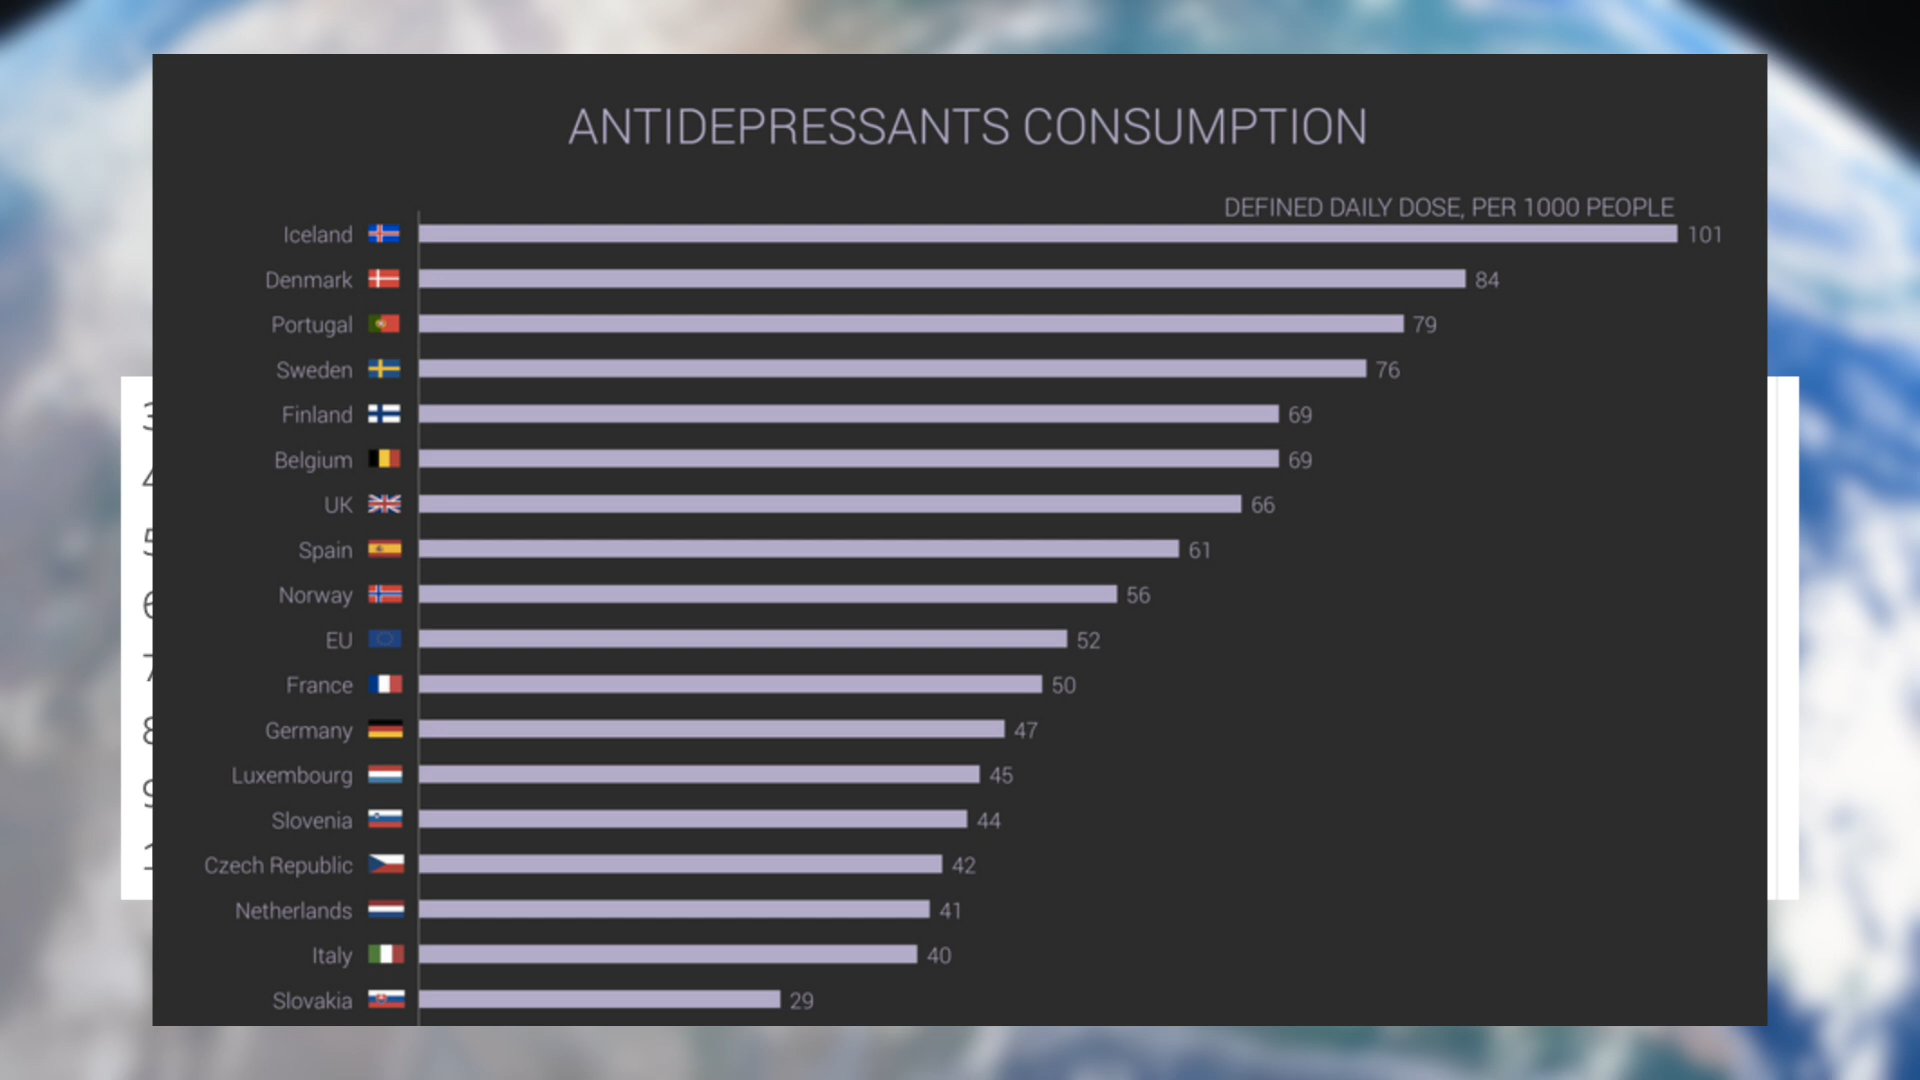 ANTIDEPRESSANTS CONSUMPTION
DEFINED DAILY DOSE, PER 1000 PEOPLE
Iceland 101
Denmark 84
Portugal 79
Sweden 76
Finland 69
Belgium 69
UK 66
Spain 61
Norway 56
EU 52
France 50
Germany 47
Luxembourg 45
Slovenia 44
Czech Republic 42
Netherlands 41
Italy 40
Slovakia 29